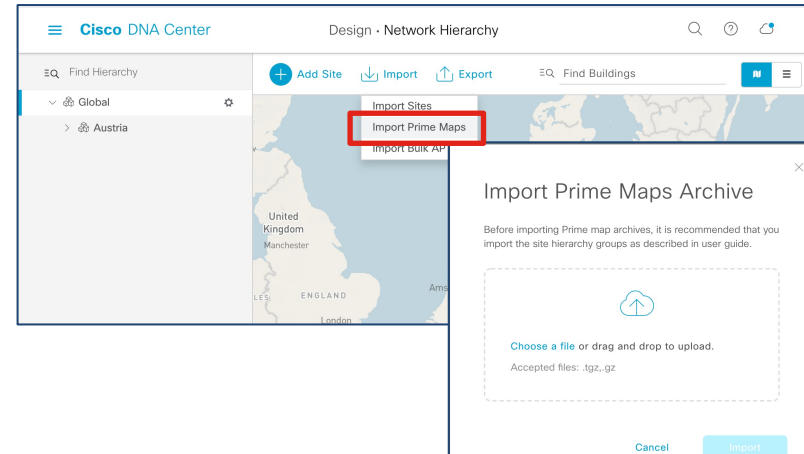 Cisco DNA Center
Design · Network Hierarchy
Find Hierarchy
Add Site
Import
Export
Find Buildings
Global
Austria
Import Sites
Import Prime Maps
Import Bulk AP
United
Kingdom
Manchester
ENGLAND
London
Import Prime Maps Archive
Before importing Prime map archives, it is recommended that you
import the site hierarchy groups as described in user guide.
Choose a file or drag and drop to upload.
Accepted files: .tgz,.gz
Cancel
Import